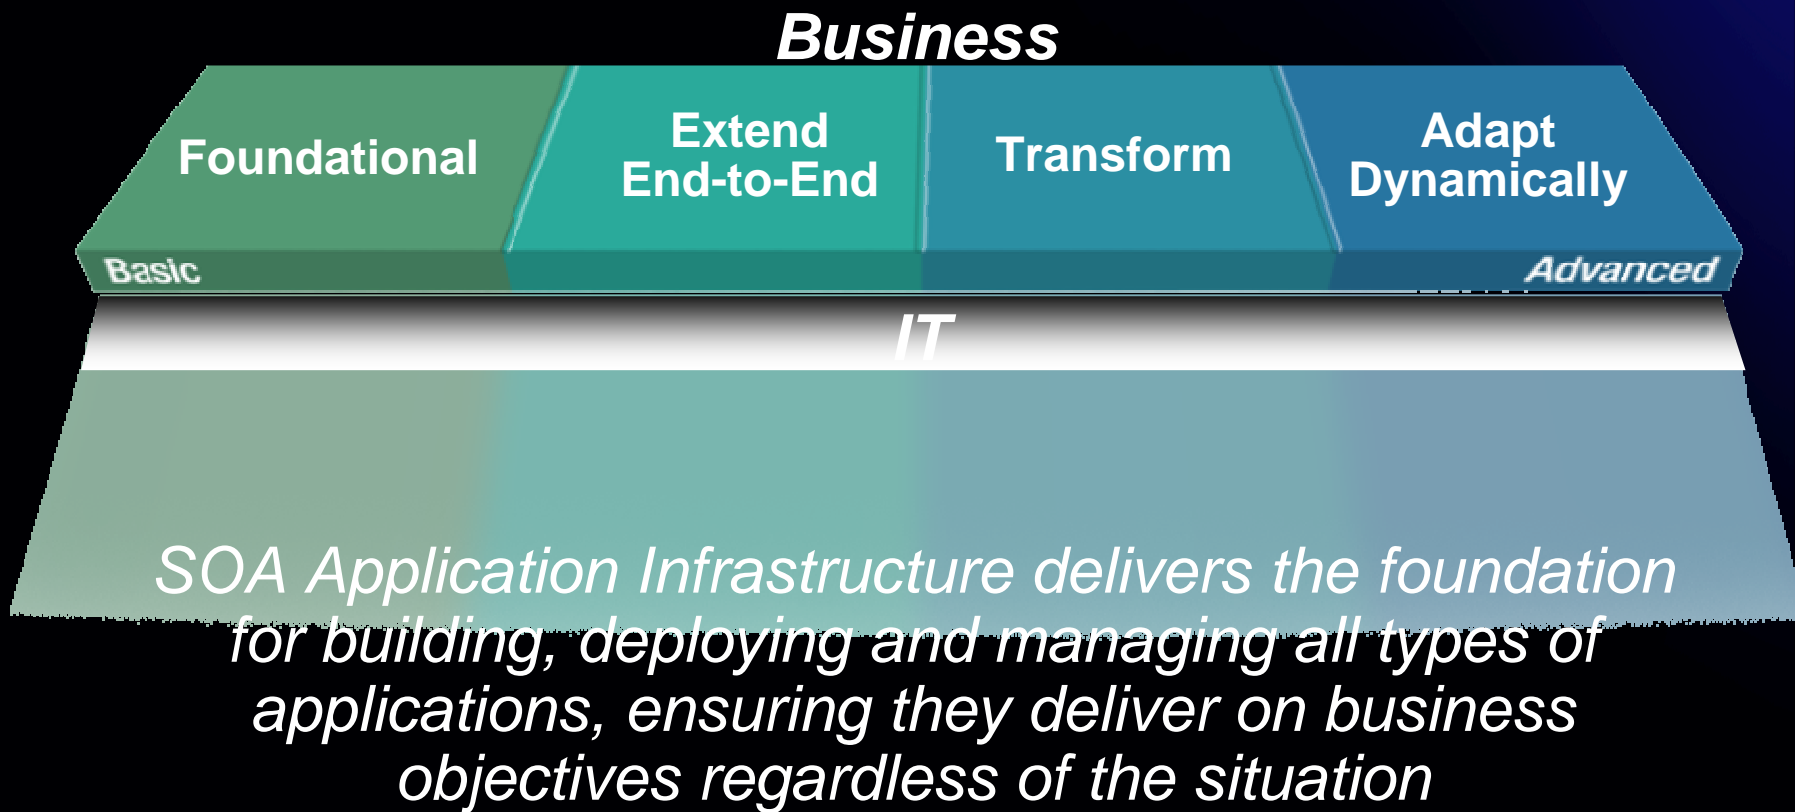 Business
Foundational
Extend
End-to-End
Transform
Adapt
Dynamically
Basic
Advanced
IT
SOA Application Infrastructure delivers the foundation
for building, deploying and managing all types of
applications, ensuring they deliver on business
objectives regardless of the situation